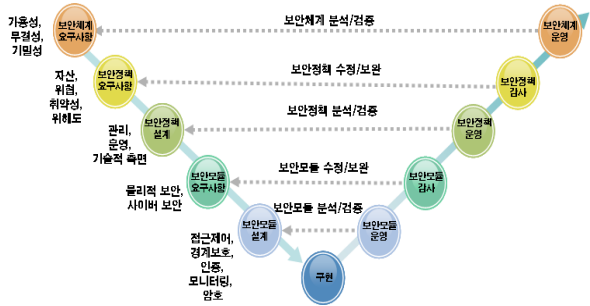 가용성,
무결성,
기밀성
보안체계
요구사항
보안체계 분석/검증
보안체계
운영
자산,
위협,
취약성,
위해도
보안정책
요구사항
보안정책 수정/보완
보안정책
감사
관리,
운영,
기술적 측면
보안정책
설계
보안정책 분석/검증
보안정책
운영
물리적 보안,
사이버 보안
보안모듈
요구사항
보안모듈 수정/보완
보안모듈
감사
접근제어,
경계보호,
인증,
모니터링,
암호
보안모듈
설계
보안모듈 분석/검증
보안모듈
운영
구현